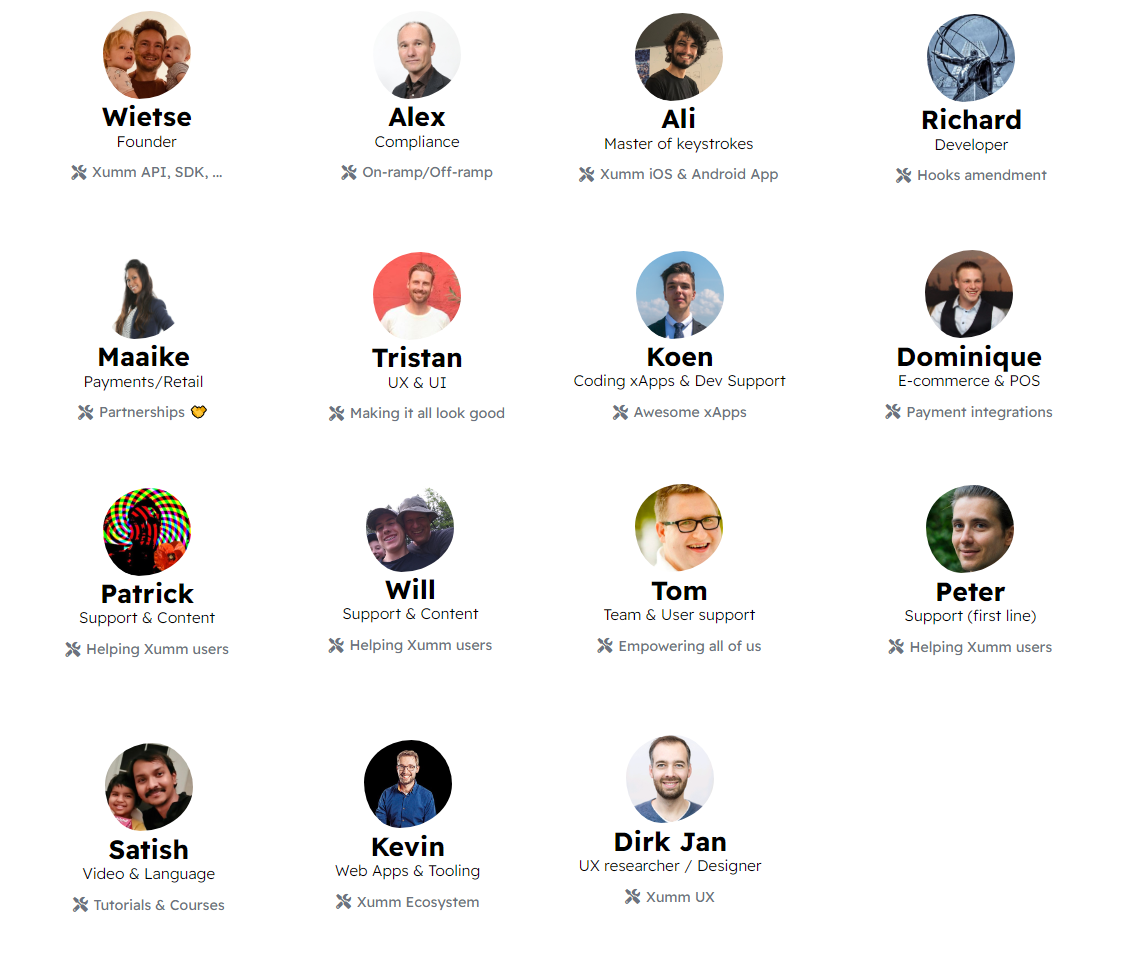 Wietse
Founder
Xumm API, SDK, ...
Alex
Compliance
On-ramp/Off-ramp
Ali
Master of keystrokes
Xumm iOS & Android App
Richard
Developer
Hooks amendment
Maaike
Payments/Retail
Partnerships
Tristan
UX & UI
Making it all look good
Koen
Coding xApps & Dev Support
Awesome xApps
Dominique
E-commerce & POS
Payment integrations
Patrick
Support & Content
Helping Xumm users
Will
Support & Content
Helping Xumm users
Tom
Team & User support
Empowering all of us
Peter
Support (first line)
Helping Xumm users
Satish
Video & Language
Tutorials & Courses
Kevin
Web Apps & Tooling
Xumm Ecosystem
Dirk Jan
UX researcher / Designer
Xumm UX